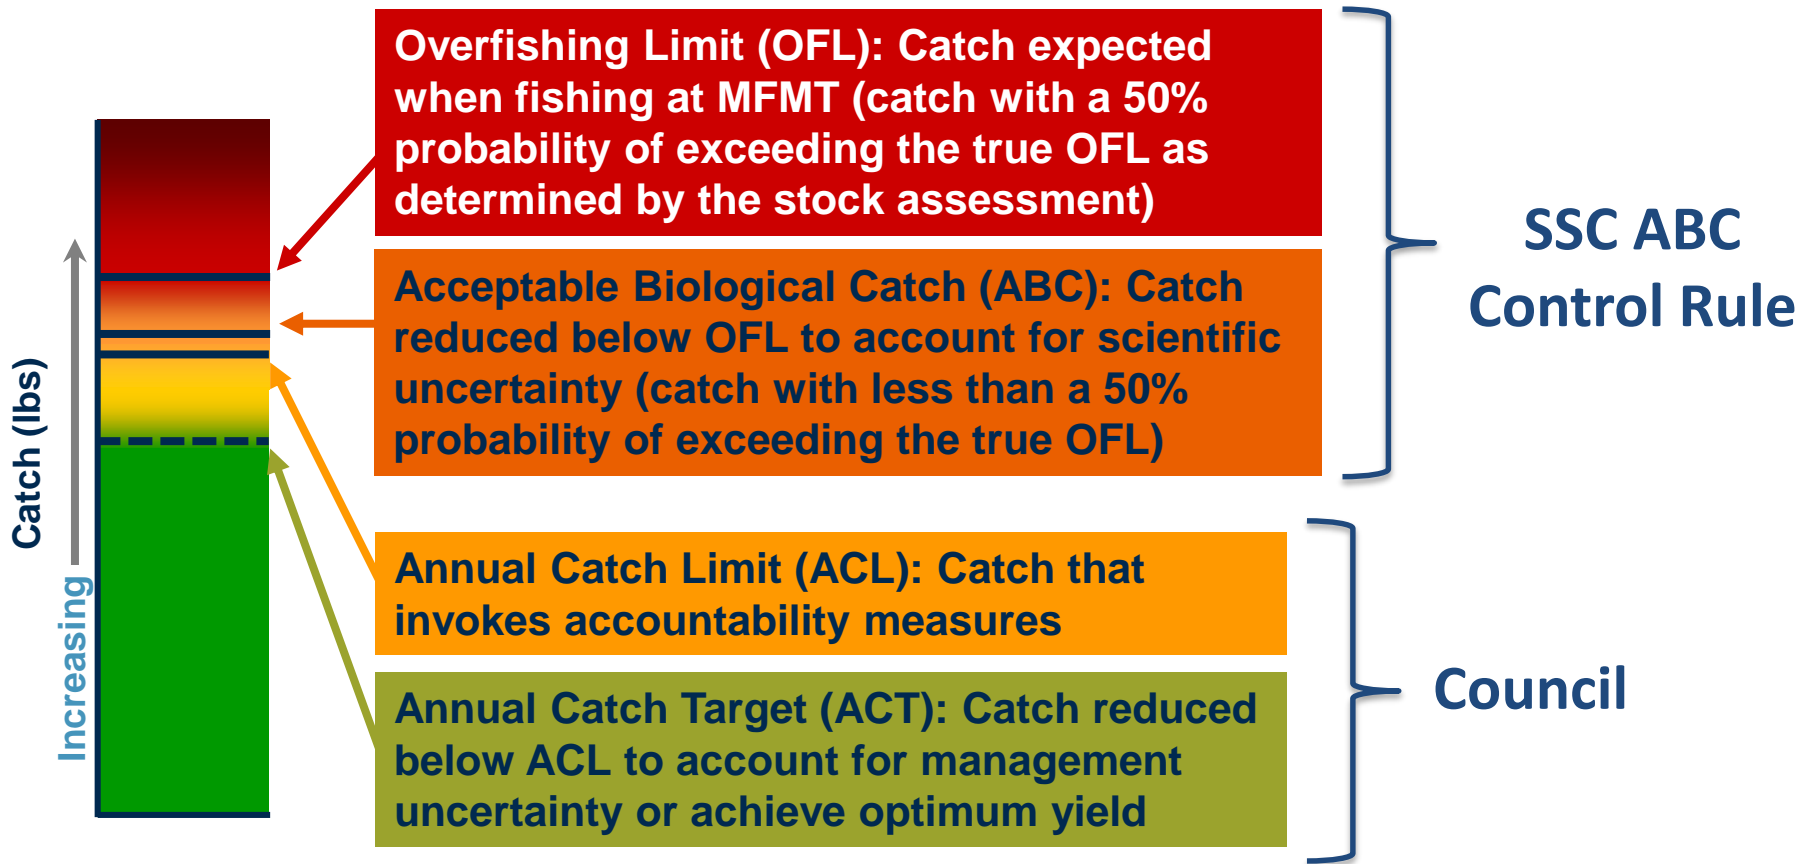 Overfishing Limit (OFL): Catch expected
when fishing at MFMT (catch with a 50%
probability of exceeding the true OFL as
determined by the stock assessment)
Acceptable Biological Catch (ABC): Catch
reduced below OFL to account for scientific
uncertainty (catch with less than a 50%
probability of exceeding the true OFL)
SSC ABC
Control Rule
Annual Catch Limit (ACL): Catch that
invokes accountability measures
Annual Catch Target (ACT): Catch reduced
below ACL to account for management
uncertainty or achieve optimum yield
Council
Catch (lbs)
Increasing